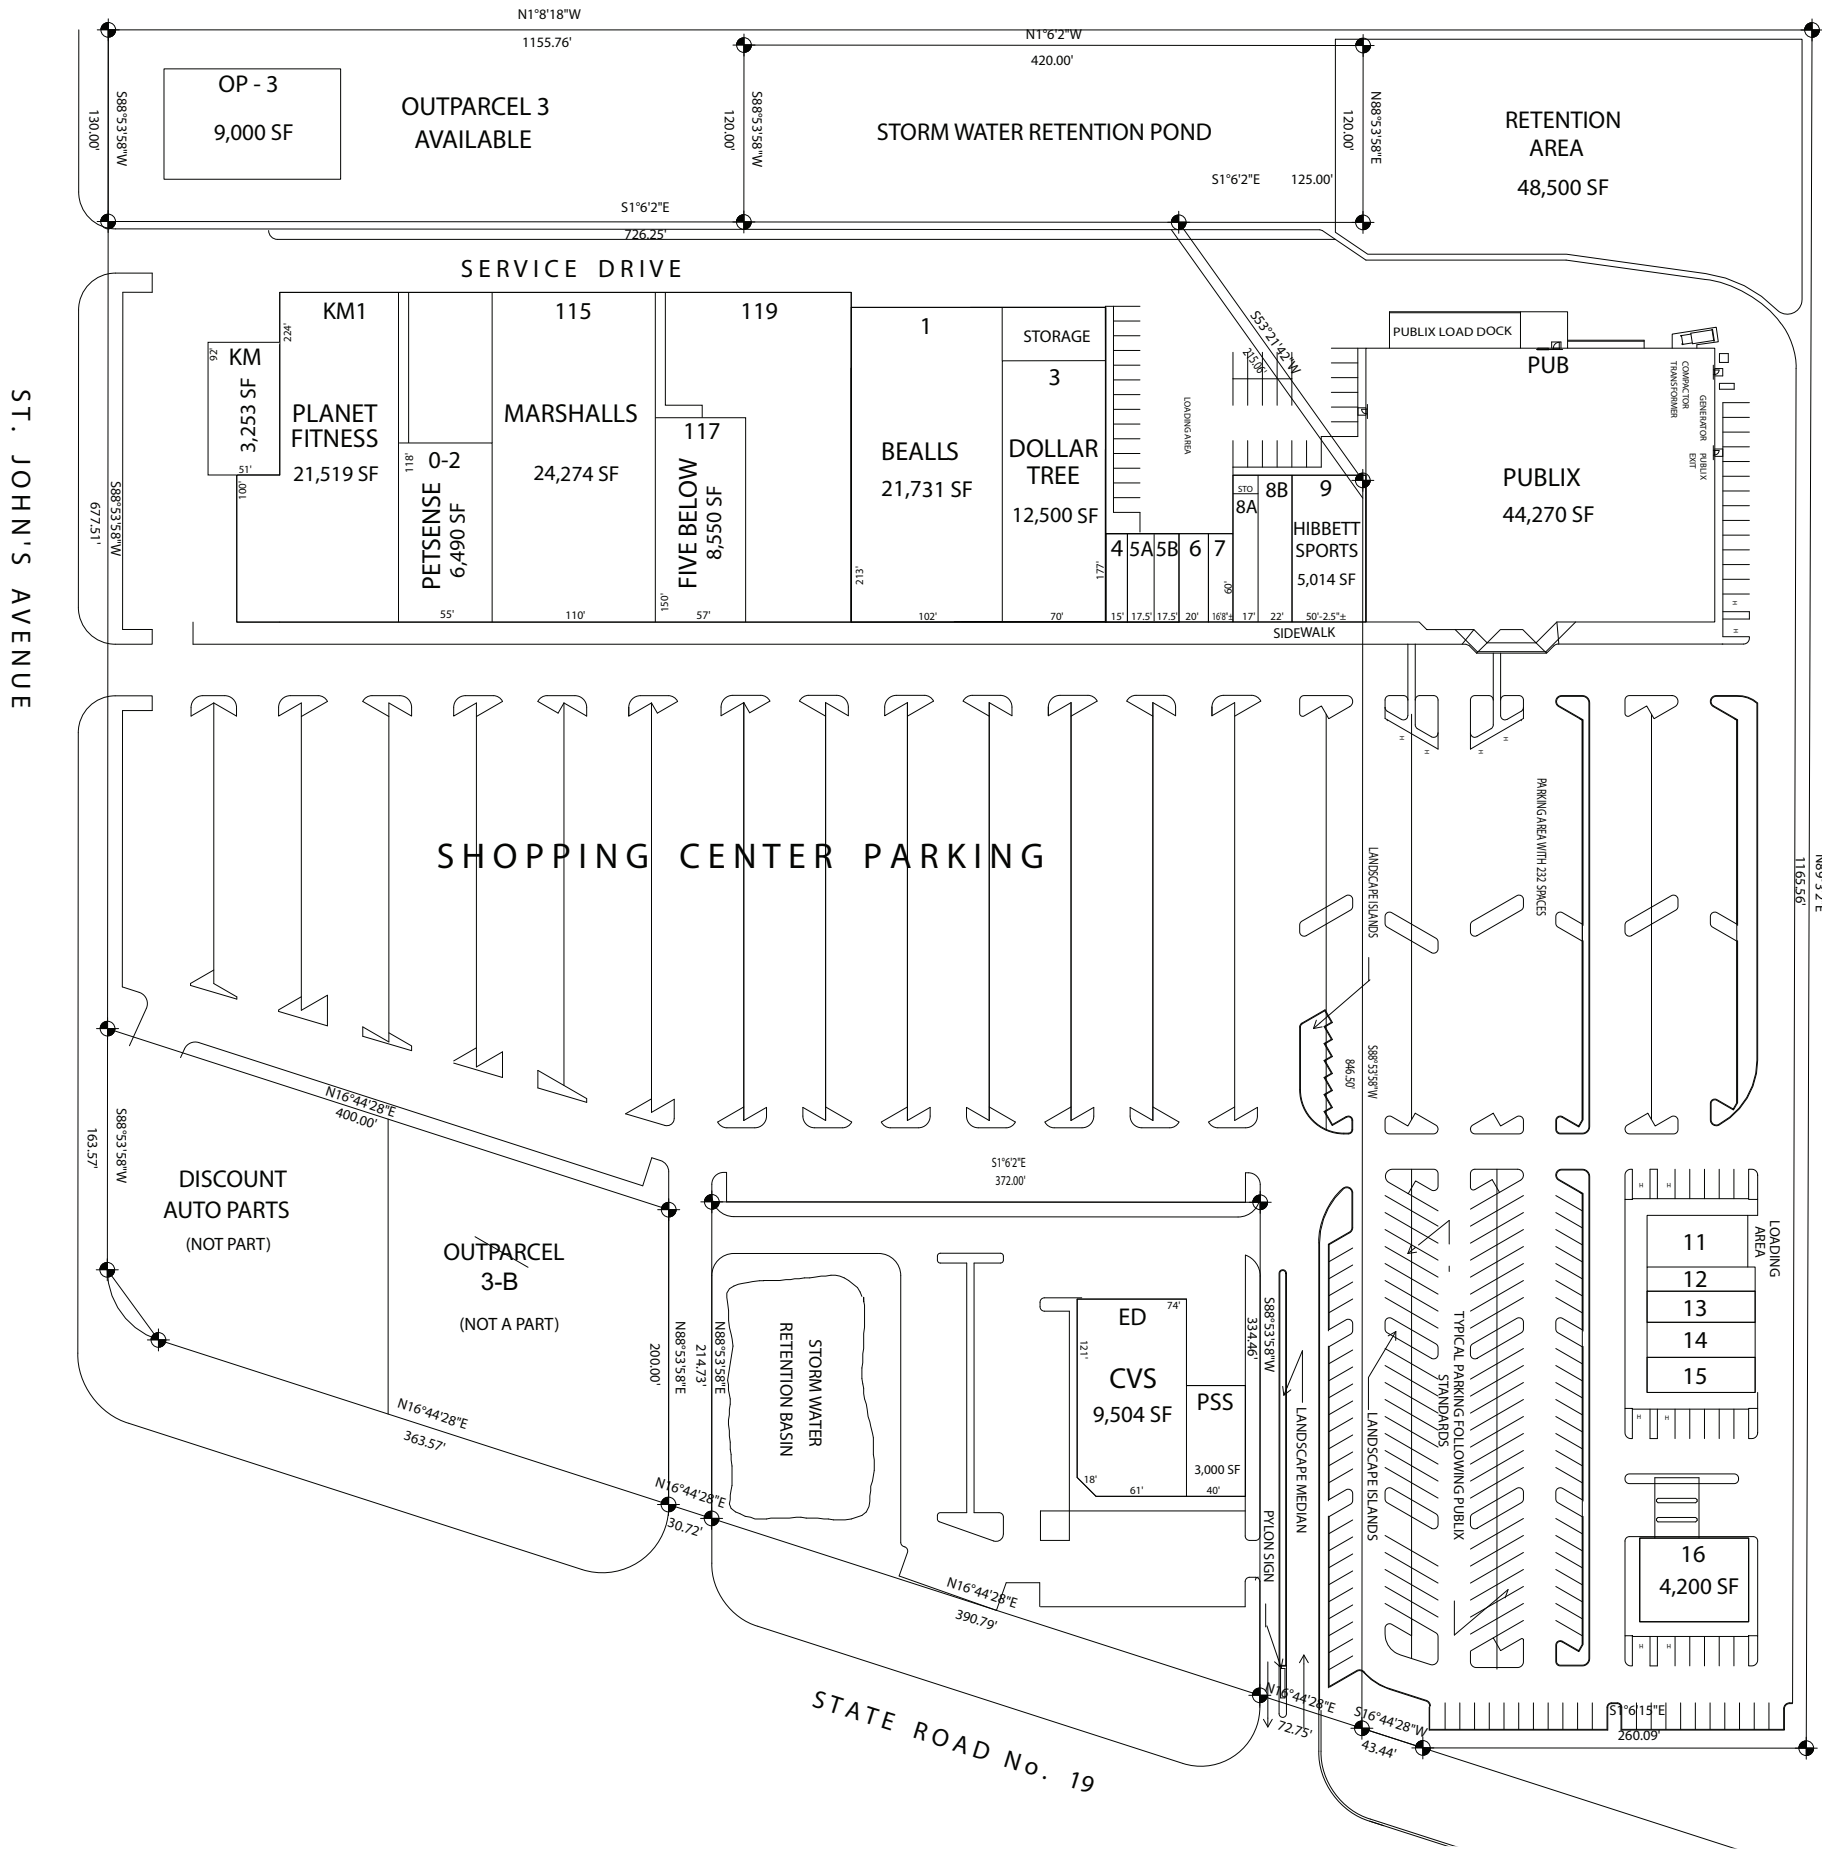 N1°8'18"W
1155.76'
N1°6'2"W
420.00'
S88°53'58"W
130.00'
OP - 3
9,000 SF
OUTPARCEL 3
AVAILABLE
S88°53'58"W
120.00'
STORM WATER RETENTION POND
N88°53'58"E
120.00'
RETENTION
AREA
48,500 SF
S1°6'2"E 125.00'
S1°6'2"E
726.25'
SERVICE DRIVE
ST. JOHN'S AVENUE
S88°53'58"W
677.51'
KM
92'
3,253 SF
51'
100'
KM1
224'
PLANET
FITNESS
21,519 SF
118'
0-2
PETSENSE
6,490 SF
55'
115
MARSHALLS
24,274 SF
110'
119
117
FIVE BELOW
8,550 SF
150'
57'
1
BEALLS
21,731 SF
213'
102'
STORAGE
3
DOLLAR
TREE
12,500 SF
177'
70'
LOADING AREA
S53°21'42"W
215.06'
4
15'
5A
17.5'
5B
17.5'
6
20'
7
60'
16'8"±
STO
8A
17'
8B
22'
9
HIBBETT
SPORTS
5,014 SF
50'-2.5"±
PUBLIX LOAD DOCK
PUB
PUBLIX
44,270 SF
COMPACTOR
TRANSFORMER
GENERATOR
PUBLIX
EXIT
H
H
SIDEWALK
H
H
H
H
SHOPPING CENTER PARKING
LANDSCAPE ISLANDS
PARKING AREA WITH 232 SPACES
N89°3'2"E
1165.56'
S88°53'58"W
846.50'
N16°44'28"E
400.00'
S88°53'58"W
163.57'
DISCOUNT
AUTO PARTS
(NOT PART)
OUTPARCEL
3-B
(NOT A PART)
N88°53'58"E
200.00'
N88°53'58"E
214.73'
N16°44'28"E
363.57'
N16°44'28"E
30.72'
S1°6'2"E
372.00'
STORM WATER
RETENTION BASIN
ED
74'
121'
CVS
9,504 SF
18'
61'
PSS
3,000 SF
40'
S88°53'58"W
334.46'
LANDSCAPE MEDIAN
PYLON SIGN
LANDSCAPE ISLANDS
TYPICAL PARKING FOLLOWING PUBLIX
STANDARDS
H
H
11
12
13
14
15
LOADING
AREA
H
H
16
4,200 SF
H
H
N16°44'28"E
390.79'
N16°44'28"E
72.75'
S16°44'28"W
43.44'
S1°6'15"E
260.09'
STATE ROAD No. 19